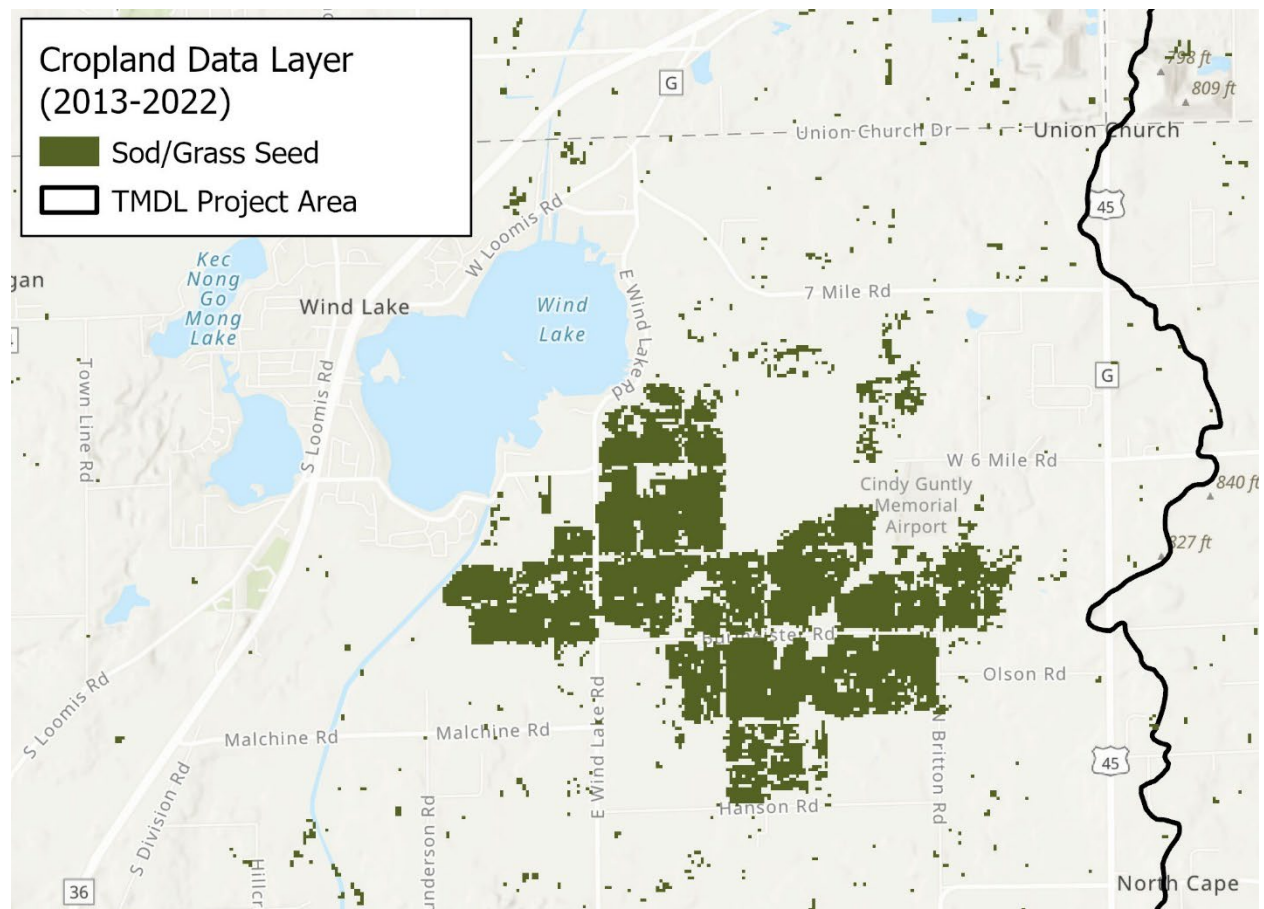 Cropland Data Layer
(2013-2022)
Sod/Grass Seed
TMDL Project Area
G
798 ft
809 ft
Union Church Dr
Union Church
45
W Loomis Rd
Kec
Nong
Go
Mong
Lake
gan
Wind Lake
Wind
Lake
E Wind Lake Rd
7 Mile Rd
Town Line Rd
S Loomis Rd
G
W 6 Mile Rd
Cindy Guntly
Memorial
Airport
840 ft
827 ft
Olson Rd
S Loomis Rd
Malchine Rd
Malchine Rd
E Wind Lake Rd
N Britton Rd
45
S Division Rd
Hanson Rd
36
Hillcr
underson Rd
North Cape